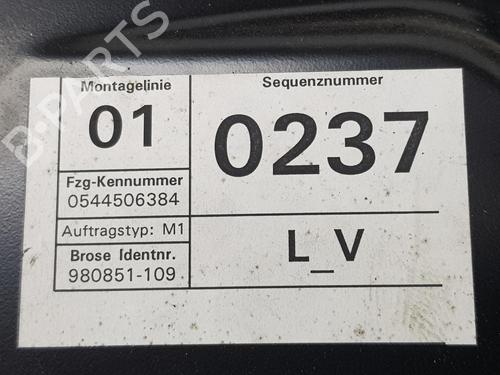 B-PARTS
Montagelinie
01
Sequenznummer
0237
Fzg-Kennummer
0544506384
Auftragstyp: M1
L_V
Brose Identnr.
980851-109